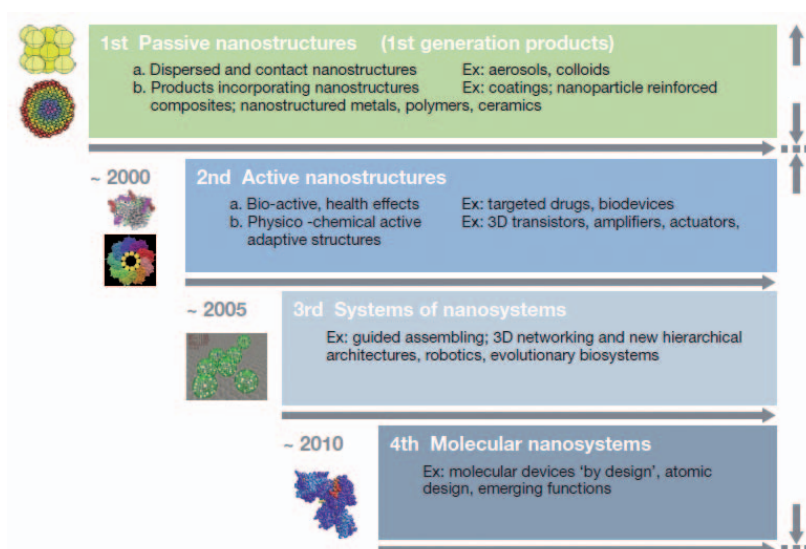 1st Passive nanostructures (1st generation products)
a. Dispersed and contact nanostructures Ex: aerosols, colloids
b. Products incorporating nanostructures Ex: coatings; nanoparticle reinforced
composites; nanostructured metals, polymers, ceramics
~ 2000
2nd Active nanostructures
a. Bio-active, health effects Ex: targeted drugs, biodevices
b. Physico -chemical active Ex: 3D transistors, amplifiers, actuators,
adaptive structures
~ 2005
3rd Systems of nanosystems
Ex: guided assembling; 3D networking and new hierarchical
architectures, robotics, evolutionary biosystems
~ 2010
4th Molecular nanosystems
Ex: molecular devices ‘by design’, atomic
design, emerging functions